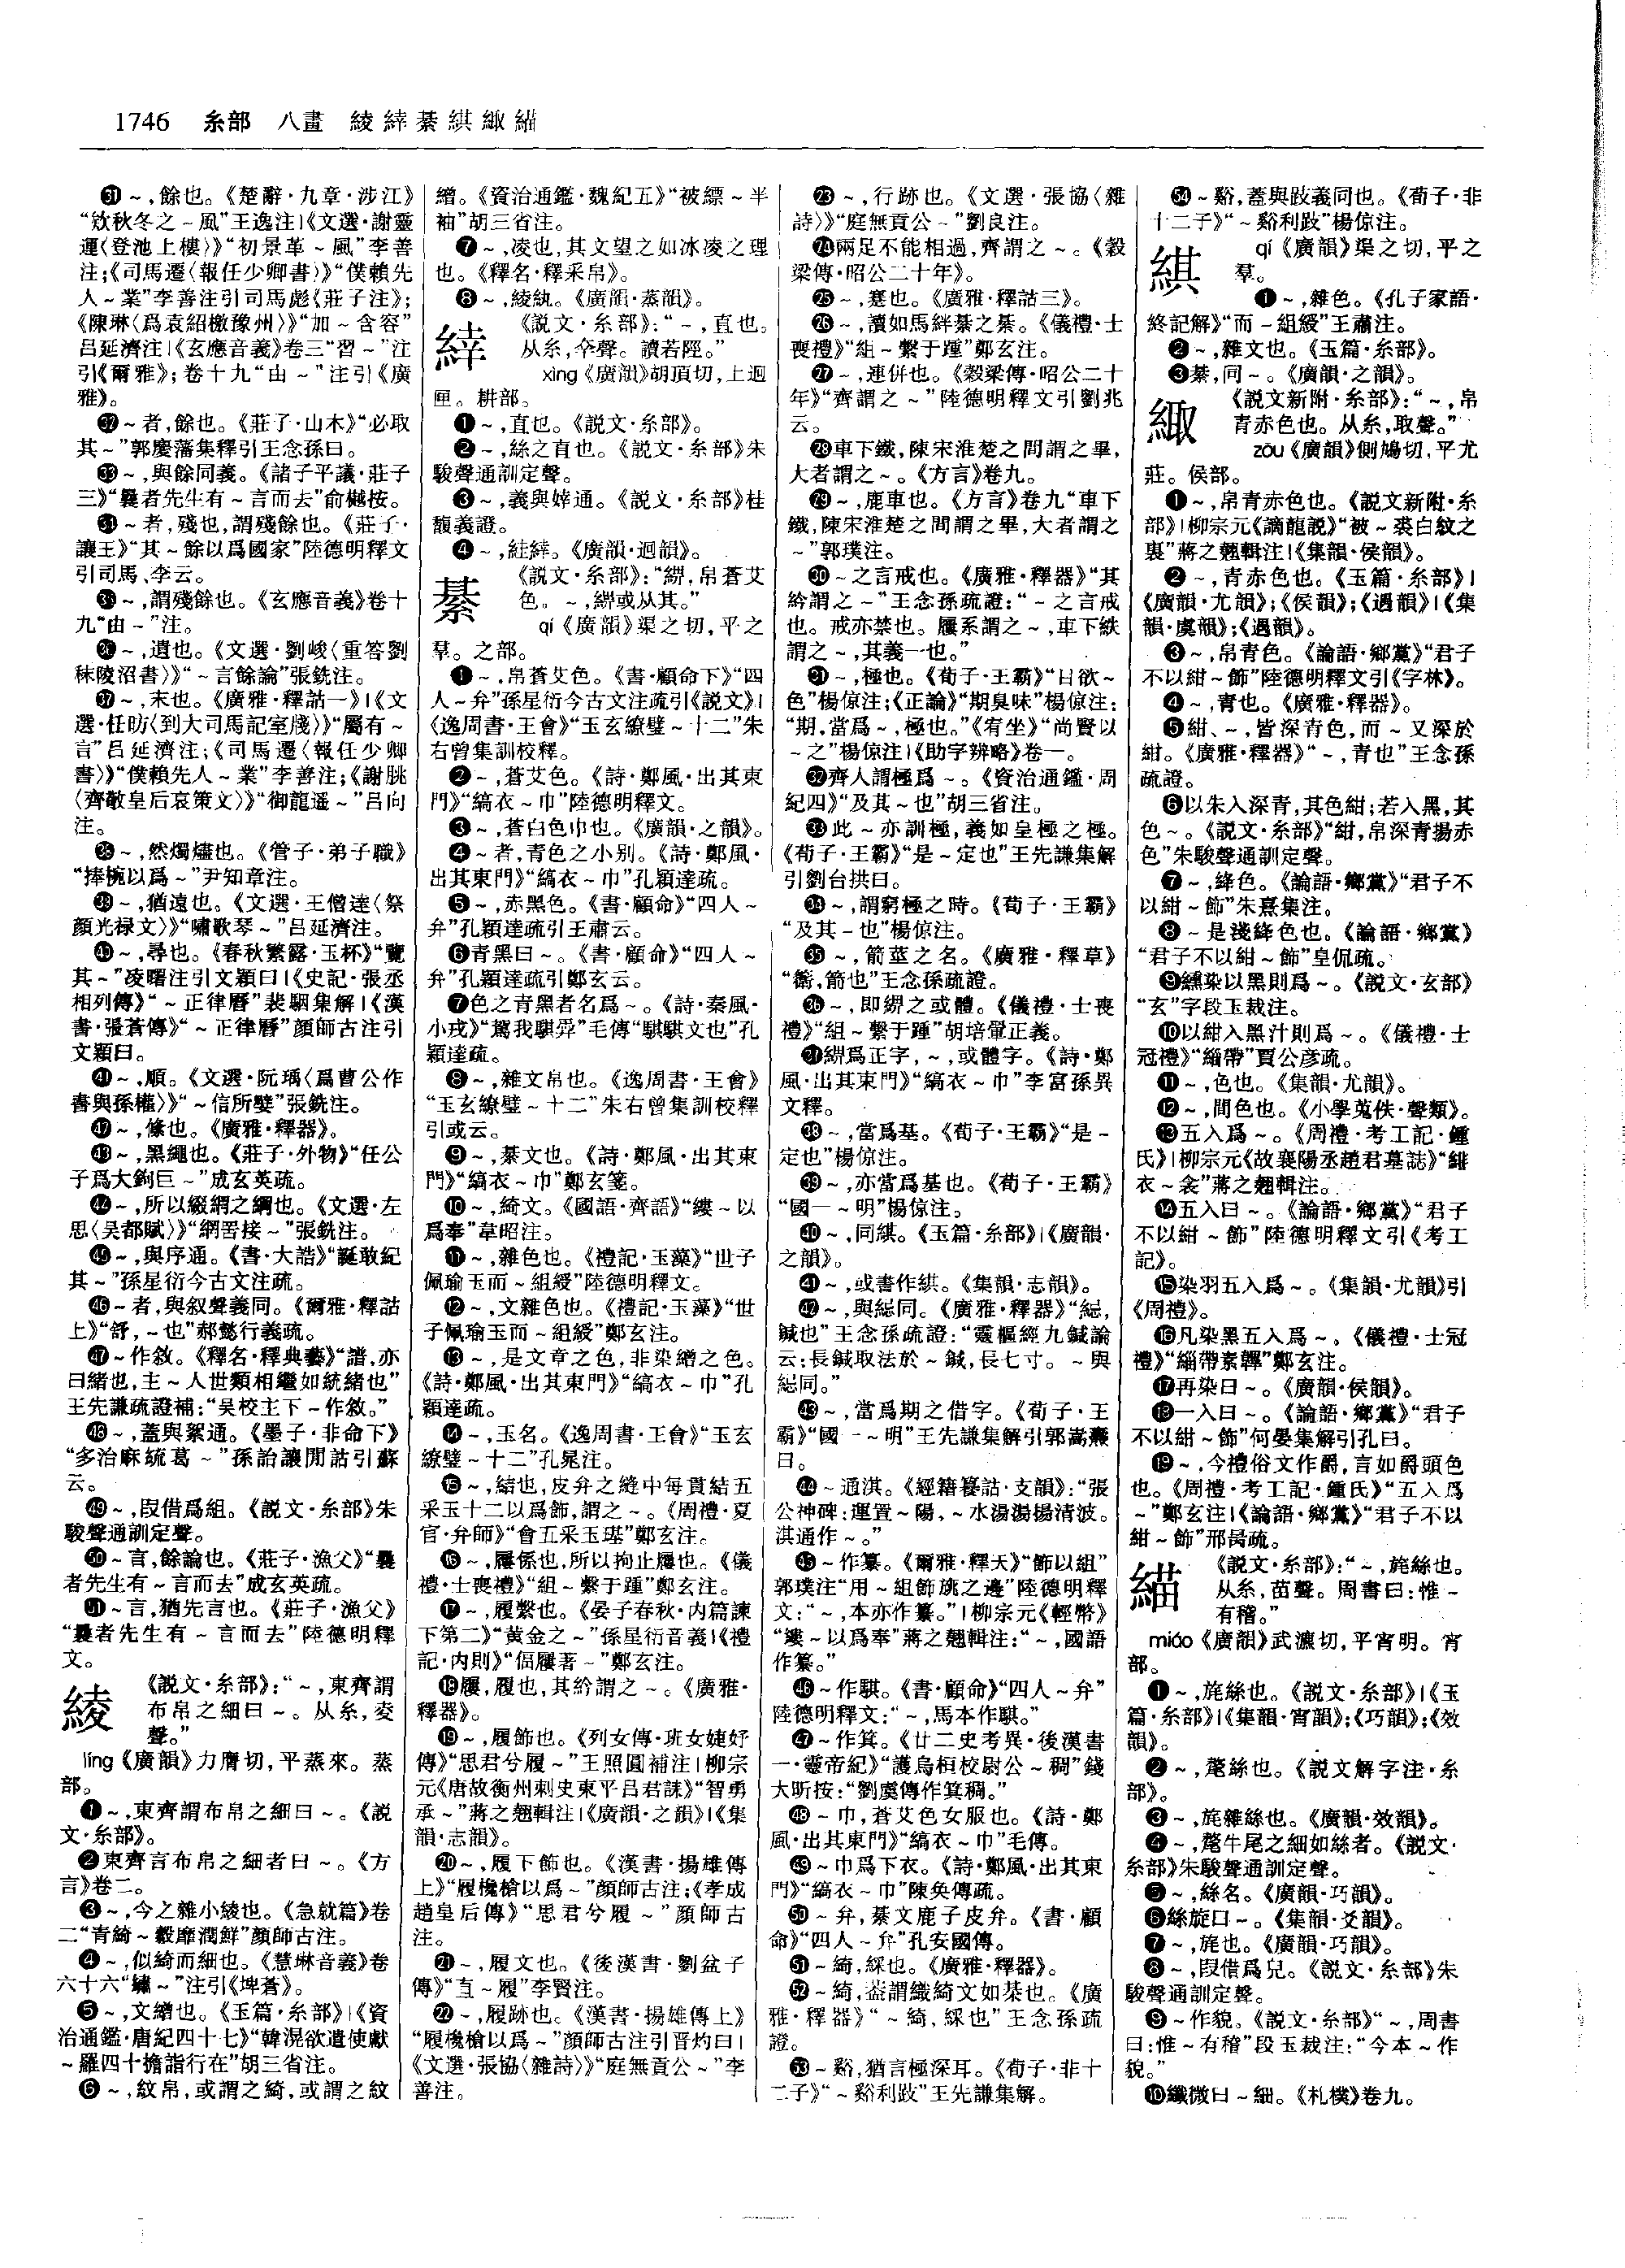 1746 糸部 八畫 綾 緈 綦 綨 緅 緢
㉛～,餘也。《楚辭·九章·涉江》
“欸秋冬之～風”王逸注|《文選·謝靈
運〈登池上樓〉》“初景革～風”李善
注;《司馬遷〈報任少卿書〉》“僕賴先
人～業”李善注引司馬彪《莊子注》;
《陳琳〈爲袁紹檄豫州〉》“加～含容”
吕延濟注|《玄應音義》卷三“習～”注
引《爾雅》;卷十九“由～”注引《廣
雅》。
㉜～者,餘也。《莊子·山木》“必取
其～”郭慶藩集釋引王念孫曰。
㉝～,與餘同義。《諸子平議·莊子
三》“曩者先生有～言而去”俞樾按。
㉞～者,殘也,謂殘餘也。《莊子·
讓王》“其～餘以爲國家”陸德明釋文
引司馬、李云。
㉟～,謂殘餘也。《玄應音義》卷十
九“由～”注。
㊱～,遺也。《文選·劉峻〈重答劉
秣陵沼書〉》“～言餘論”張銑注。
㊲～,末也。《廣雅·釋詁一》|《文
選·任昉〈到大司馬記室牋〉》“屬有～
言”吕延濟注;《司馬遷〈報任少卿
書〉》“僕賴先人～業”李善注;《謝朓
〈齊敬皇后哀策文〉》“御龍遥～”吕向
注。
㊳～,然燭燼也。《管子·弟子職》
“捧椀以爲～”尹知章注。
㊴～,猶遠也。《文選·王僧達〈祭
顔光禄文〉》“嘯歌琴～”吕延濟注。
㊵～,尋也。《春秋繁露·玉杯》“覽
其～”凌曙注引文穎曰|《史記·張丞
相列傳》“～正律曆”裴駰集解|《漢
書·張蒼傳》“～正律曆”顔師古注引
文穎曰。
㊶～,順。《文選·阮瑀〈爲曹公作
書與孫權〉》“～信所嬖”張銑注。
㊷～,絛也。《廣雅·釋器》。
㊸～,黑繩也。《莊子·外物》“任公
子爲大鉤巨～”成玄英疏。
㊹～,所以綴網之綱也。《文選·左
思〈吴都賦〉》“網罟接～”張銑注。
㊺～,與序通。《書·大誥》“誕敢紀
其～”孫星衍今古文注疏。
㊻～者,與叙聲義同。《爾雅·釋詁
上》“舒,～也”郝懿行義疏。
㊼～作敘。《釋名·釋典藝》“譜,亦
曰緒也,主～人世類相繼如統緒也”
王先謙疏證補:“吴校主下～作敘。”
㊽～,蓋與絮通。《墨子·非命下》
“多治麻統葛～”孫詒讓閒詁引蘇
云。
㊾～,叚借爲組。《説文·糸部》朱
駿聲通訓定聲。
㊿～言,餘論也。《莊子·漁父》“曩
者先生有～言而去”成玄英疏。
51～言,猶先言也。《莊子·漁父》
“曩者先生有～言而去”陸德明釋
文。
綾
《説文·糸部》:“～,東齊謂
布帛之細曰～。从糸,夌
聲。”
líng《廣韻》力膺切,平蒸來。蒸
部。
❶～,東齊謂布帛之細曰～。《説
文·糸部》。
❷東齊言布帛之細者曰～。《方
言》卷二。
❸～,今之雜小綾也。《急就篇》卷
二“青綺～縠靡潤鮮”顔師古注。
❹～,似綺而細也。《慧琳音義》卷
六十六“繡～”注引《埤蒼》。
❺～,文繒也。《玉篇·糸部》|《資
治通鑑·唐紀四十七》“韓滉欲遣使獻
～羅四十擔詣行在”胡三省注。
❻～,紋帛,或謂之綺,或謂之紋
繒。《資治通鑑·魏紀五》“被縹～半
袖”胡三省注。
❼～,凌也,其文望之如冰凌之理
也。《釋名·釋采帛》。
❽～,綾紈。《廣韻·蒸韻》。
緈
《説文·糸部》:“～,直也。
从糸,㚔聲。讀若陘。”
xìng《廣韻》胡頂切,上迥
匣。耕部。
❶～,直也。《説文·糸部》。
❷～,絲之直也。《説文·糸部》朱
駿聲通訓定聲。
❸～,義與婞通。《説文·糸部》桂
馥義證。
❹～,絓緈。《廣韻·迥韻》。
綦
《説文·糸部》:“綥,帛蒼艾
色。～,綥或从其。”
qí《廣韻》渠之切,平之
羣。之部。
❶～,帛蒼艾色。《書·顧命下》“四
人～弁”孫星衍今古文注疏引《説文》|
《逸周書·王會》“玉玄繚璧～十二”朱
右曾集訓校釋。
❷～,蒼艾色。《詩·鄭風·出其東
門》“縞衣～巾”陸德明釋文。
❸～,蒼白色巾也。《廣韻·之韻》。
❹～者,青色之小别。《詩·鄭風·
出其東門》“縞衣～巾”孔穎達疏。
❺～,赤黑色。《書·顧命》“四人～
弁”孔穎達疏引王肅云。
❻青黑曰～。《書·顧命》“四人～
弁”孔穎達疏引鄭玄云。
❼色之青黑者名爲～。《詩·秦風·
小戎》“駕我騏馵”毛傳“騏騏文也”孔
穎達疏。
❽～,雜文帛也。《逸周書·王會》
“玉玄繚璧～十二”朱右曾集訓校釋
引或云。
❾～,綦文也。《詩·鄭風·出其東
門》“縞衣～巾”鄭玄箋。
❿～,綺文。《國語·齊語》“縷～以
爲奉”韋昭注。
⓫～,雜色也。《禮記·玉藻》“世子
佩瑜玉而～組綬”陸德明釋文。
⓬～,文雜色也。《禮記·玉藻》“世
子佩瑜玉而～組綬”鄭玄注。
⓭～,是文章之色,非染繒之色。
《詩·鄭風·出其東門》“縞衣～巾”孔
穎達疏。
⓮～,玉名。《逸周書·王會》“玉玄
繚璧～十二”孔晁注。
⓯～,結也,皮弁之縫中每貫結五
采玉十二以爲飾,謂之～。《周禮·夏
官·弁師》“會五采玉璂”鄭玄注。
⓰～,屨係也,所以拘止屨也。《儀
禮·士喪禮》“組～繫于踵”鄭玄注。
⓱～,履繫也。《晏子春秋·内篇諫
下第二》“黄金之～”孫星衍音義|《禮
記·内則》“偪屨著～”鄭玄注。
⓲屨,履也,其紟謂之～。《廣雅·
釋器》。
⓳～,履飾也。《列女傳·班女婕妤
傳》“思君兮履～”王照圓補注|柳宗
元《唐故衡州刺史東平吕君誄》“智勇
承～”蔣之翹輯注|《廣韻·之韻》|《集
韻·志韻》。
⓴～,履下飾也。《漢書·揚雄傳
上》“履欃槍以爲～”顔師古注;《孝成
趙皇后傳》“思君兮履～”顔師古
注。
㉑～,履文也。《後漢書·劉盆子
傳》“直～履”李賢注。
㉒～,履跡也。《漢書·揚雄傳上》
“履欃槍以爲～”顔師古注引晋灼曰|
《文選·張協〈雜詩〉》“庭無貢公～”李
善注。
㉓～,行跡也。《文選·張協〈雜
詩〉》“庭無貢公～”劉良注。
㉔兩足不能相過,齊謂之～。《穀
梁傳·昭公二十年》。
㉕～,蹇也。《廣雅·釋詁三》。
㉖～,讀如馬絆綦之綦。《儀禮·士
喪禮》“組～繫于踵”鄭玄注。
㉗～,連併也。《穀梁傳·昭公二十
年》“齊謂之～”陸德明釋文引劉兆
云。
㉘車下鐵,陳宋淮楚之間謂之畢,
大者謂之～。《方言》卷九。
㉙～,鹿車也。《方言》卷九“車下
鐵,陳宋淮楚之間謂之畢,大者謂之
～”郭璞注。
㉚～之言戒也。《廣雅·釋器》“其
紟謂之～”王念孫疏證:“～之言戒
也。戒亦禁也。屨系謂之～,車下紩
謂之～,其義一也。”
㉛～,極也。《荀子·王霸》“目欲～
色”楊倞注;《正論》“期臭味”楊倞注:
“期,當爲～,極也。”《宥坐》“尚賢以
～之”楊倞注|《助字辨略》卷一。
㉜齊人謂極爲～。《資治通鑑·周
紀四》“及其～也”胡三省注。
㉝此～亦訓極,義如皇極之極。
《荀子·王霸》“是～定也”王先謙集解
引劉台拱曰。
㉞～,謂窮極之時。《荀子·王霸》
“及其～也”楊倞注。
㉟～,箭莖之名。《廣雅·釋草》
“䈽,箭也”王念孫疏證。
㊱～,即綥之或體。《儀禮·士喪
禮》“組～繫于踵”胡培翬正義。
㊲綥爲正字,～,或體字。《詩·鄭
風·出其東門》“縞衣～巾”李富孫異
文釋。
㊳～,當爲基。《荀子·王霸》“是～
定也”楊倞注。
㊴～,亦當爲基也。《荀子·王霸》
“國一～明”楊倞注。
㊵～,同綨。《玉篇·糸部》|《廣韻·
之韻》。
㊶～,或書作綨。《集韻·志韻》。
㊷～,與綕同。《廣雅·釋器》“綕,
鍼也”王念孫疏證:“靈樞經九鍼論
云:長鍼取法於～鍼,長七寸。～與
綕同。”
㊸～,當爲期之借字。《荀子·王
霸》“國一～明”王先謙集解引郭嵩燾
曰。
㊹～通淇。《經籍籑詁·支韻》:“張
公神碑:運置～陽,～水湯湯揚清波。
淇通作～。”
㊺～作纂。《爾雅·釋天》“飾以組”
郭璞注“用～組飾旒之邊”陸德明釋
文:“～,本亦作纂。”|柳宗元《輕幣》
“縷～以爲奉”蔣之翹輯注:“～,國語
作纂。”
㊻～作騏。《書·顧命》“四人～弁”
陸德明釋文:“～,馬本作騏。”
㊼～作箕。《廿二史考異·後漢書
一·靈帝紀》“護烏桓校尉公～稠”錢
大昕按:“劉虞傳作箕稠。”
㊽～巾,蒼艾色女服也。《詩·鄭
風·出其東門》“縞衣～巾”毛傳。
㊾～巾爲下衣。《詩·鄭風·出其東
門》“縞衣～巾”陳奂傳疏。
㊿～弁,綦文鹿子皮弁。《書·顧
命》“四人～弁”孔安國傳。
51～綺,綵也。《廣雅·釋器》。
52～綺,葢謂織綺文如綦也。《廣
雅·釋器》“～綺,綵也”王念孫疏
證。
53～谿,猶言極深耳。《荀子·非十
二子》“～谿利跂”王先謙集解。
54～谿,蓋與跂義同也。《荀子·非
十二子》“～谿利跂”楊倞注。
綨
qí《廣韻》渠之切,平之
羣。
❶～,雜色。《孔子家語·
終記解》“而～組綬”王肅注。
❷～,雜文也。《玉篇·糸部》。
❸綦,同～。《廣韻·之韻》。
緅
《説文新附·糸部》:“～,帛
青赤色也。从糸,取聲。”
zōu《廣韻》側鳩切,平尤
莊。侯部。
❶～,帛青赤色也。《説文新附·糸
部》|柳宗元《謫龍説》“被～裘白紋之
裏”蔣之翹輯注|《集韻·侯韻》。
❷～,青赤色也。《玉篇·糸部》|
《廣韻·尤韻》;《侯韻》;《遇韻》|《集
韻·虞韻》;《遇韻》。
❸～,帛青色。《論語·鄉黨》“君子
不以紺～飾”陸德明釋文引《字林》。
❹～,青也。《廣雅·釋器》。
❺紺、～,皆深青色,而～又深於
紺。《廣雅·釋器》“～,青也”王念孫
疏證。
❻以朱入深青,其色紺;若入黑,其
色～。《説文·糸部》“紺,帛深青揚赤
色”朱駿聲通訓定聲。
❼～,絳色。《論語·鄉黨》“君子不
以紺～飾”朱熹集注。
❽～是淺絳色也。《論語·鄉黨》
“君子不以紺～飾”皇侃疏。
❾纁染以黑則爲～。《説文·玄部》
“玄”字段玉裁注。
❿以紺入黑汁則爲～。《儀禮·士
冠禮》“緇帶”賈公彦疏。
⓫～,色也。《集韻·尤韻》。
⓬～,間色也。《小學蒐佚·聲類》。
⓭五入爲～。《周禮·考工記·鍾
氏》|柳宗元《故襄陽丞趙君墓誌》“緋
衣～衾”蔣之翹輯注。
⓮五入曰～。《論語·鄉黨》“君子
不以紺～飾”陸德明釋文引《考工
記》。
⓯染羽五入爲～。《集韻·尤韻》引
《周禮》。
⓰凡染黑五入爲～。《儀禮·士冠
禮》“緇帶素韠”鄭玄注。
⓱再染曰～。《廣韻·侯韻》。
⓲一入曰～。《論語·鄉黨》“君子
不以紺～飾”何晏集解引孔曰。
⓳～,今禮俗文作爵,言如爵頭色
也。《周禮·考工記·鍾氏》“五入爲
～”鄭玄注|《論語·鄉黨》“君子不以
紺～飾”邢昺疏。
緢
《説文·糸部》:“～,旄絲也。
从糸,苗聲。周書曰:惟～
有稽。”
miáo《廣韻》武瀌切,平宵明。宵
部。
❶～,旄絲也。《説文·糸部》|《玉
篇·糸部》|《集韻·宵韻》;《巧韻》;《效
韻》。
❷～,氂絲也。《説文解字注·糸
部》。
❸～,旄雜絲也。《廣韻·效韻》。
❹～,氂牛尾之細如絲者。《説文·
糸部》朱駿聲通訓定聲。
❺～,絲名。《廣韻·巧韻》。
❻絲旋曰～。《集韻·爻韻》。
❼～,旄也。《廣韻·巧韻》。
❽～,叚借爲皃。《説文·糸部》朱
駿聲通訓定聲。
❾～作貌。《説文·糸部》“～,周書
曰:惟～有稽”段玉裁注:“今本～作
貌。”
❿纖微曰～細。《札樸》卷九。